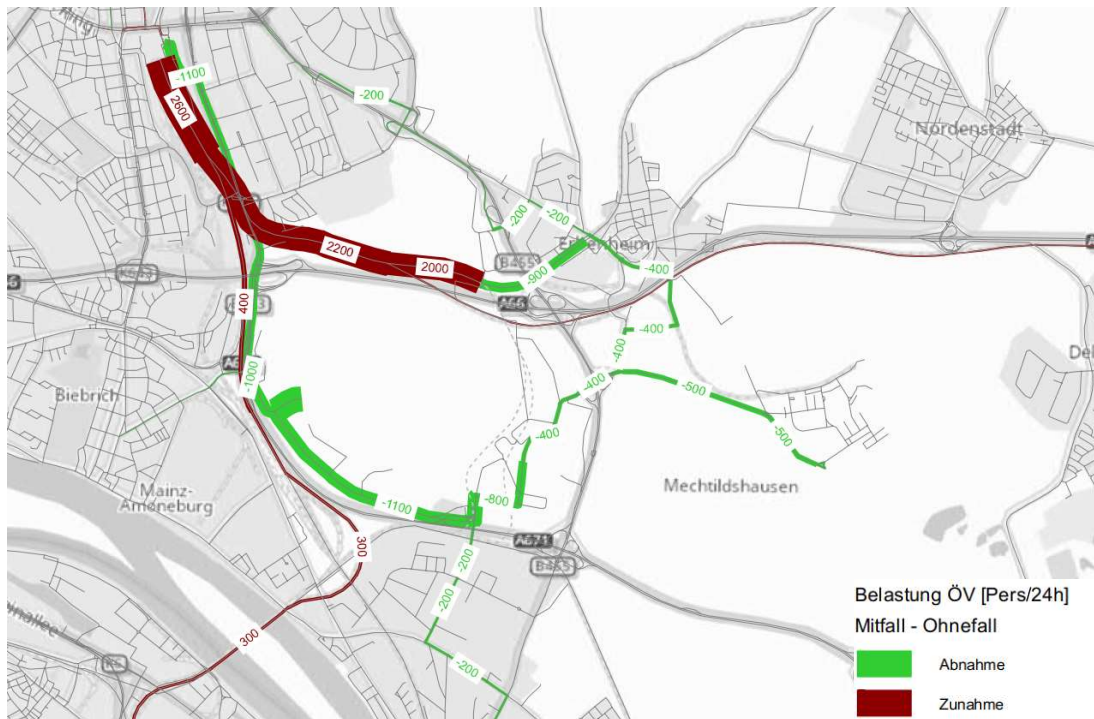 Ring
-1100
2600
-200
Nordenstadt
-200
-200
Erbenheim
2200
2000
B455
-900
-400
K643
A66
400
-400
-400
-1000
-400
-500
Biebrich
-400
-500
Mainz-
Amöneburg
-1100
-800
Mechtildshausen
300
A671
B455
-200
-200
300
-200
Belastung ÖV [Pers/24h]
Mitfall - Ohnefall
Abnahme
Zunahme